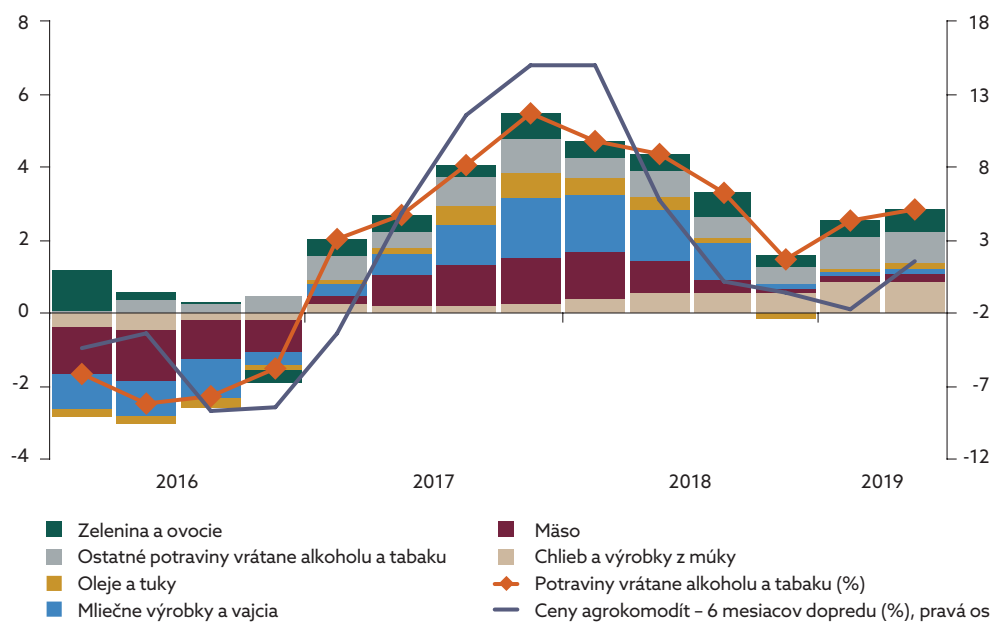 8
18
6
13
4
8
2
3
0
-2
-2
-7
-4
-12
2016
2017
2018
2019
Zelenina a ovocie
Ostatné potraviny vrátane alkoholu a tabaku
Oleje a tuky
Mliečne výrobky a vajcia
Mäso
Chlieb a výrobky z múky
Potraviny vrátane alkoholu a tabaku (%)
Ceny agrokomodít – 6 mesiacov dopredu (%), pravá os